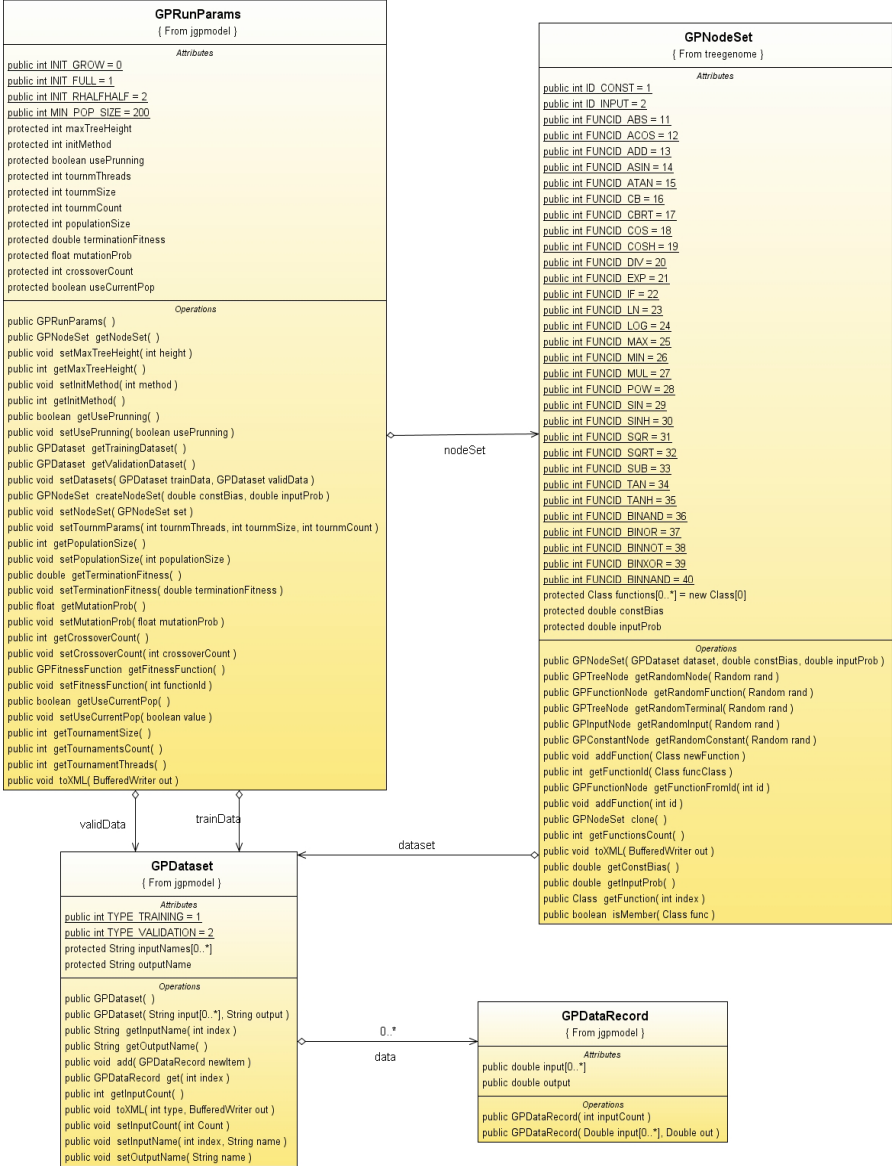 GPRunParams
{ From jgpmodel }
Attributes
public int INIT_GROW = 0
public int INIT_FULL = 1
public int INIT_RHALFHALF = 2
public int MIN_POP_SIZE = 200
protected int maxTreeHeight
protected int initMethod
protected boolean usePrunning
protected int tournmThreads
protected int tournmSize
protected int tournmCount
protected int populationSize
protected double terminationFitness
protected float mutationProb
protected int crossoverCount
protected boolean useCurrentPop
Operations
public GPRunParams( )
public GPNodeSet getNodeSet( )
public void setMaxTreeHeight( int height )
public int getMaxTreeHeight( )
public void setInitMethod( int method )
public int getInitMethod( )
public boolean getUsePrunning( )
public void setUsePrunning( boolean usePrunning )
public GPDataset getTrainingDataset( )
public GPDataset getValidationDataset( )
public void setDatasets( GPDataset trainData, GPDataset validData )
public GPNodeSet createNodeSet( double constBias, double inputProb )
public void setNodeSet( GPNodeSet set )
public void setTournmParams( int tournmThreads, int tournmSize, int tournmCount )
public int getPopulationSize( )
public void setPopulationSize( int populationSize )
public double getTerminationFitness( )
public void setTerminationFitness( double terminationFitness )
public float getMutationProb( )
public void setMutationProb( float mutationProb )
public int getCrossoverCount( )
public void setCrossoverCount( int crossoverCount )
public GPFitnessFunction getFitnessFunction( )
public void setFitnessFunction( int functionId )
public boolean getUseCurrentPop( )
public void setUseCurrentPop( boolean value )
public int getTournamentSize( )
public int getTournamentsCount( )
public int getTournamentThreads( )
public void toXML( BufferedWriter out )
nodeSet
GPNodeSet
{ From treegenome }
Attributes
public int ID_CONST = 1
public int ID_INPUT = 2
public int FUNCID_ABS = 11
public int FUNCID_ACOS = 12
public int FUNCID_ADD = 13
public int FUNCID_ASIN = 14
public int FUNCID_ATAN = 15
public int FUNCID_CB = 16
public int FUNCID_CBRT = 17
public int FUNCID_COS = 18
public int FUNCID_COSH = 19
public int FUNCID_DIV = 20
public int FUNCID_EXP = 21
public int FUNCID_IF = 22
public int FUNCID_LN = 23
public int FUNCID_LOG = 24
public int FUNCID_MAX = 25
public int FUNCID_MIN = 26
public int FUNCID_MUL = 27
public int FUNCID_POW = 28
public int FUNCID_SIN = 29
public int FUNCID_SINH = 30
public int FUNCID_SQR = 31
public int FUNCID_SQRT = 32
public int FUNCID_SUB = 33
public int FUNCID_TAN = 34
public int FUNCID_TANH = 35
public int FUNCID_BINAND = 36
public int FUNCID_BINOR = 37
public int FUNCID_BINNOT = 38
public int FUNCID_BINXOR = 39
public int FUNCID_BINNAND = 40
protected Class functions[0..*] = new Class[0]
protected double constBias
protected double inputProb
Operations
public GPNodeSet( GPDataset dataset, double constBias, double inputProb )
public GPTreeNode getRandomNode( Random rand )
public GPFunctionNode getRandomFunction( Random rand )
public GPTreeNode getRandomTerminal( Random rand )
public GPInputNode getRandomInput( Random rand )
public GPConstantNode getRandomConstant( Random rand )
public void addFunction( Class newFunction )
public int getFunctionId( Class funcClass )
public GPFunctionNode getFunctionFromId( int id )
public void addFunction( int id )
public GPNodeSet clone( )
public int getFunctionsCount( )
public void toXML( BufferedWriter out )
public double getConstBias( )
public double getInputProb( )
public Class getFunction( int index )
public boolean isMember( Class func )
validData
trainData
dataset
GPDataset
{ From jgpmodel }
Attributes
public int TYPE_TRAINING = 1
public int TYPE_VALIDATION = 2
protected String inputNames[0..*]
protected String outputName
Operations
public GPDataset( )
public GPDataset( String input[0..*], String output )
public String getInputName( int index )
public String getOutputName( )
public void add( GPDataRecord newItem )
public GPDataRecord get( int index )
public int getInputCount( )
public void toXML( int type, BufferedWriter out )
public void setInputCount( int Count )
public void setInputName( int index, String name )
public void setOutputName( String name )
0..*
data
GPDataRecord
{ From jgpmodel }
Attributes
public double input[0..*]
public double output
Operations
public GPDataRecord( int inputCount )
public GPDataRecord( Double input[0..*], Double out )